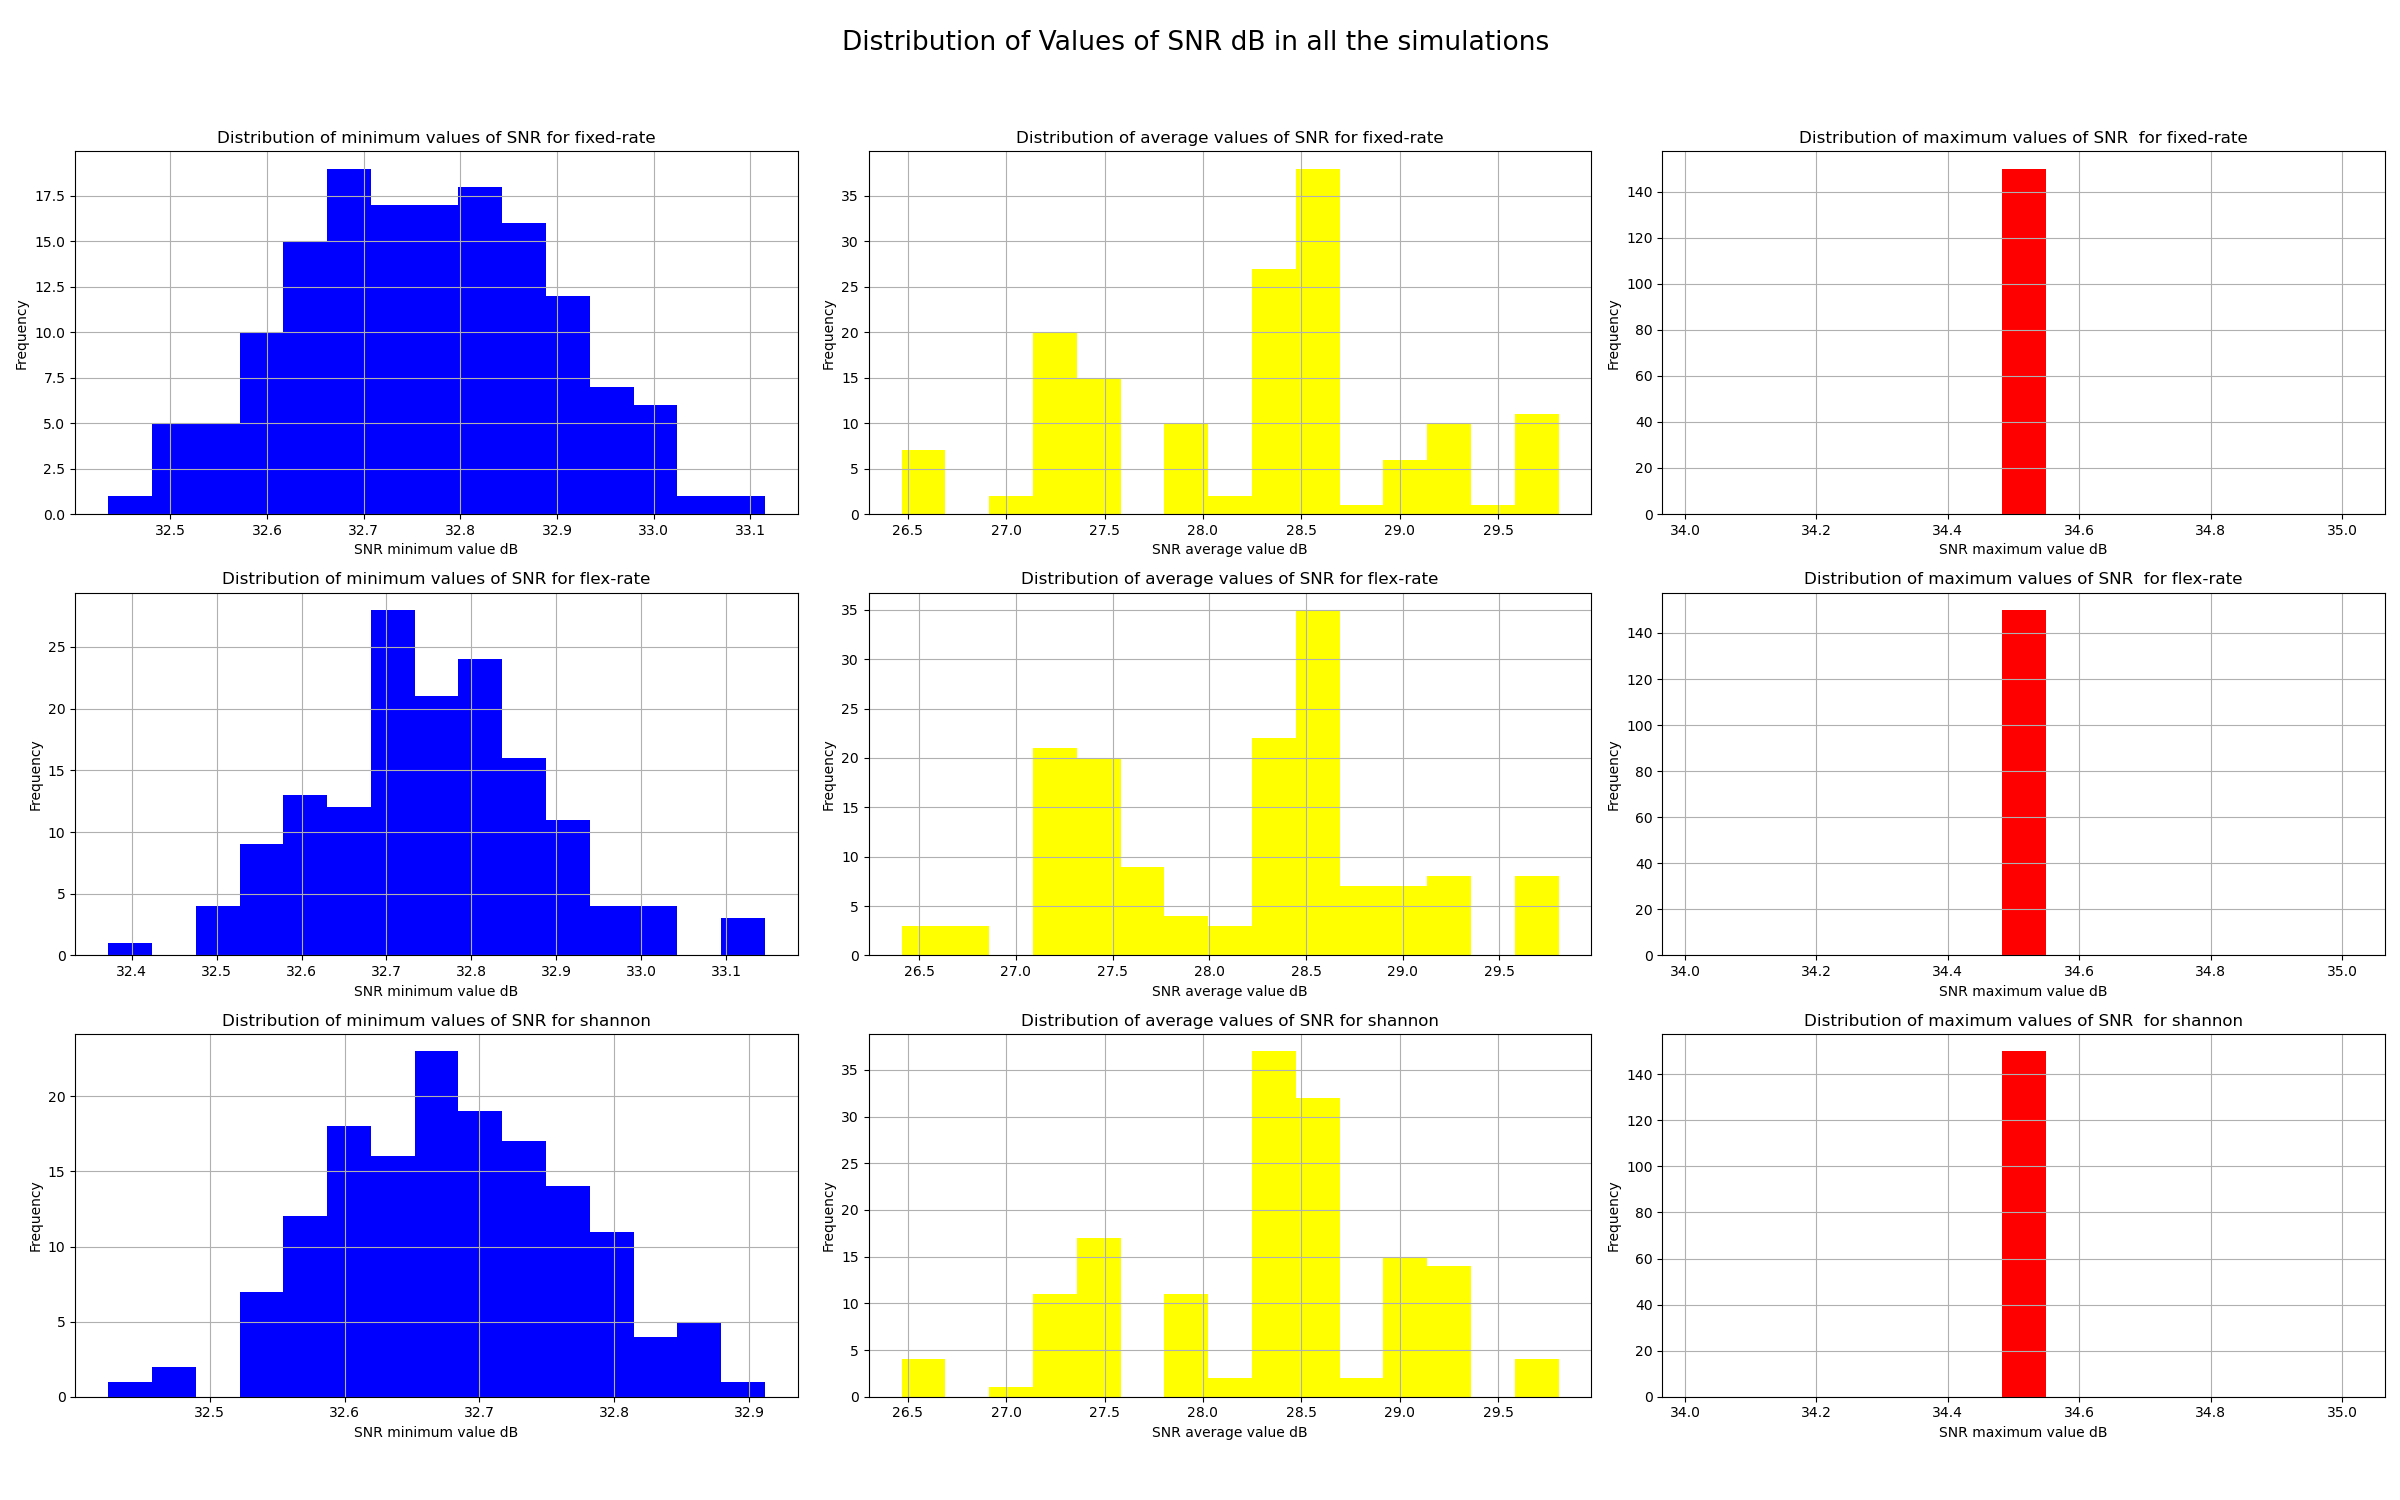 Distribution of Values of SNR dB in all the simulations
Distribution of minimum values of SNR for fixed-rate
Frequency
17.5
15.0
12.5
10.0
7.5
5.0
2.5
0.0
32.5 32.6 32.7 32.8 32.9 33.0 33.1
SNR minimum value dB
Distribution of average values of SNR for fixed-rate
Frequency
35
30
25
20
15
10
5
0
26.5 27.0 27.5 28.0 28.5 29.0 29.5
SNR average value dB
Distribution of maximum values of SNR  for fixed-rate
Frequency
140
120
100
80
60
40
20
0
34.0 34.2 34.4 34.6 34.8 35.0
SNR maximum value dB
Distribution of minimum values of SNR for flex-rate
Frequency
25
20
15
10
5
0
32.4 32.5 32.6 32.7 32.8 32.9 33.0 33.1
SNR minimum value dB
Distribution of average values of SNR for flex-rate
Frequency
35
30
25
20
15
10
5
0
26.5 27.0 27.5 28.0 28.5 29.0 29.5
SNR average value dB
Distribution of maximum values of SNR  for flex-rate
Frequency
140
120
100
80
60
40
20
0
34.0 34.2 34.4 34.6 34.8 35.0
SNR maximum value dB
Distribution of minimum values of SNR for shannon
Frequency
20
15
10
5
0
32.5 32.6 32.7 32.8 32.9
SNR minimum value dB
Distribution of average values of SNR for shannon
Frequency
35
30
25
20
15
10
5
0
26.5 27.0 27.5 28.0 28.5 29.0 29.5
SNR average value dB
Distribution of maximum values of SNR  for shannon
Frequency
140
120
100
80
60
40
20
0
34.0 34.2 34.4 34.6 34.8 35.0
SNR maximum value dB